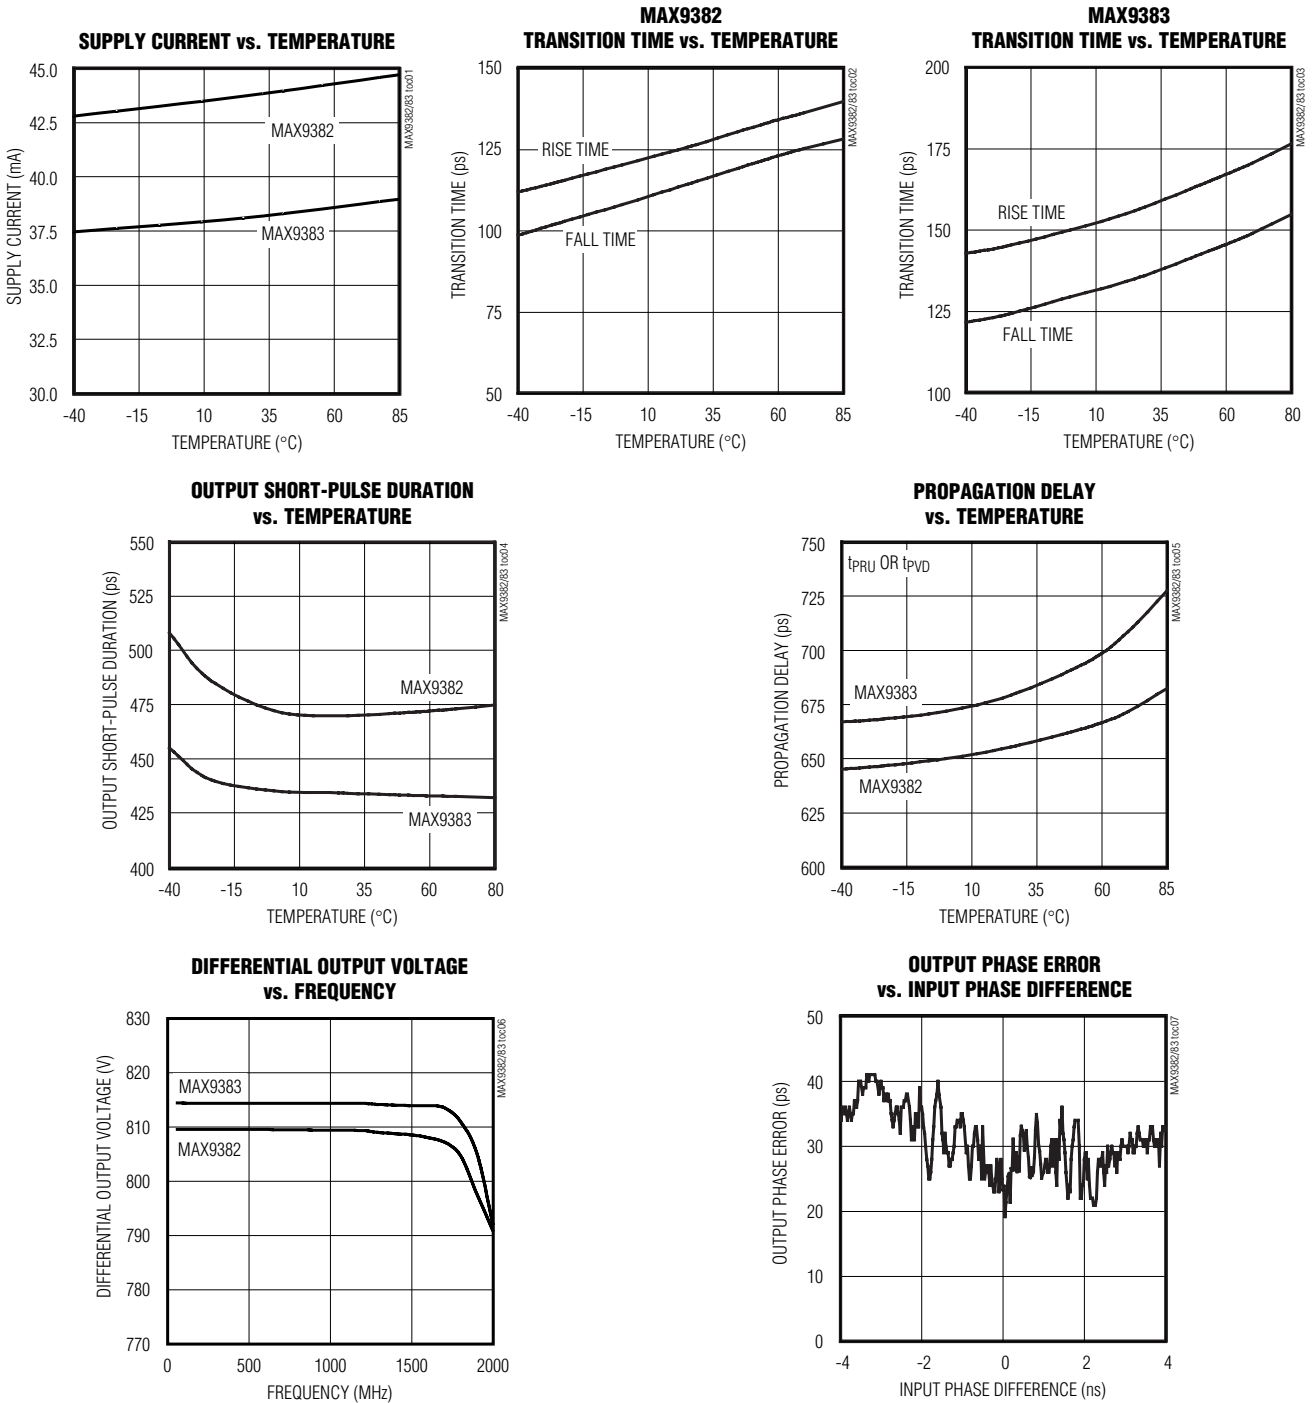 SUPPLY CURRENT vs. TEMPERATURE
45.0
42.5
40.0
37.5
35.0
32.5
30.0
SUPPLY CURRENT (mA)
MAX9382
MAX9383
-40 -15 10 35 60 85
TEMPERATURE (°C)
MAX9382/83 toc01
MAX9382
TRANSITION TIME vs. TEMPERATURE
150
125
100
75
50
TRANSITION TIME (ps)
RISE TIME
FALL TIME
-40 -15 10 35 60 85
TEMPERATURE (°C)
MAX9382/83 toc02
MAX9383
TRANSITION TIME vs. TEMPERATURE
200
175
150
125
100
TRANSITION TIME (ps)
RISE TIME
FALL TIME
-40 -15 10 35 60 80
TEMPERATURE (°C)
MAX9382/83 toc03
OUTPUT SHORT-PULSE DURATION
vs. TEMPERATURE
550
525
500
475
450
425
400
OUTPUT SHORT-PULSE DURATION (ps)
MAX9382
MAX9383
-40 -15 10 35 60 80
TEMPERATURE (°C)
MAX9382/83 toc04
PROPAGATION DELAY
vs. TEMPERATURE
750
725
700
675
650
625
600
PROPAGATION DELAY (ps)
tPRU OR tPVD
MAX9383
MAX9382
-40 -15 10 35 60 85
TEMPERATURE (°C)
MAX9382/83 toc05
DIFFERENTIAL OUTPUT VOLTAGE
vs. FREQUENCY
830
820
810
800
790
780
770
DIFFERENTIAL OUTPUT VOLTAGE (V)
MAX9383
MAX9382
0 500 1000 1500 2000
FREQUENCY (MHz)
MAX9382/83 toc06
OUTPUT PHASE ERROR
vs. INPUT PHASE DIFFERENCE
50
40
30
20
10
0
OUTPUT PHASE ERROR (ps)
-4 -2 0 2 4
INPUT PHASE DIFFERENCE (ns)
MAX9382/83 toc07